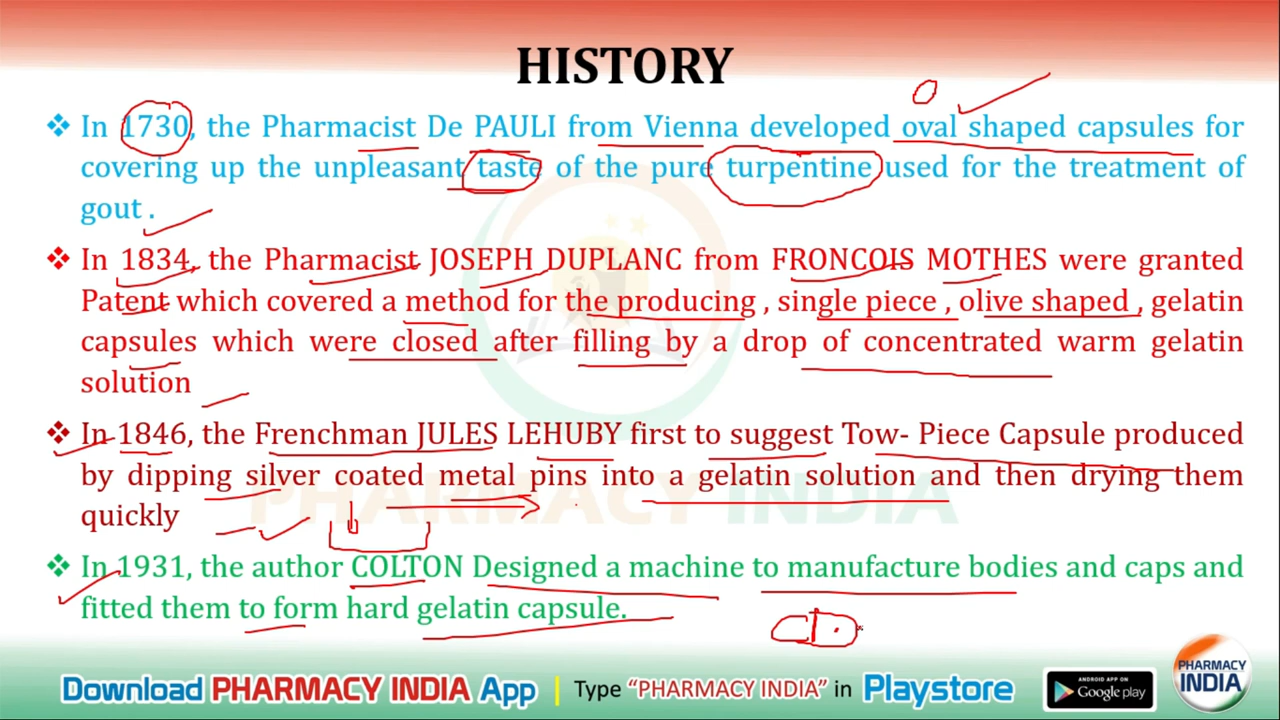 HISTORY
❖ In 1730, the Pharmacist De PAULI from Vienna developed oval shaped capsules for
covering up the unpleasant taste of the pure turpentine used for the treatment of
gout .
❖ In 1834, the Pharmacist JOSEPH DUPLANC from FRONCOIS MOTHES were granted
Patent which covered a method for the producing , single piece , olive shaped , gelatin
capsules which were closed after filling by a drop of concentrated warm gelatin
solution
❖ In 1846, the Frenchman JULES LEHUBY first to suggest Tow- Piece Capsule produced
by dipping silver coated metal pins into a gelatin solution and then drying them
quickly
PHARMACY INDIA
❖ In 1931, the author COLTON Designed a machine to manufacture bodies and caps and
fitted them to form hard gelatin capsule.
Download PHARMACY INDIA App | Type “PHARMACY INDIA” in Playstore
ANDROID APP ON
Google play
PHARMACY
INDIA